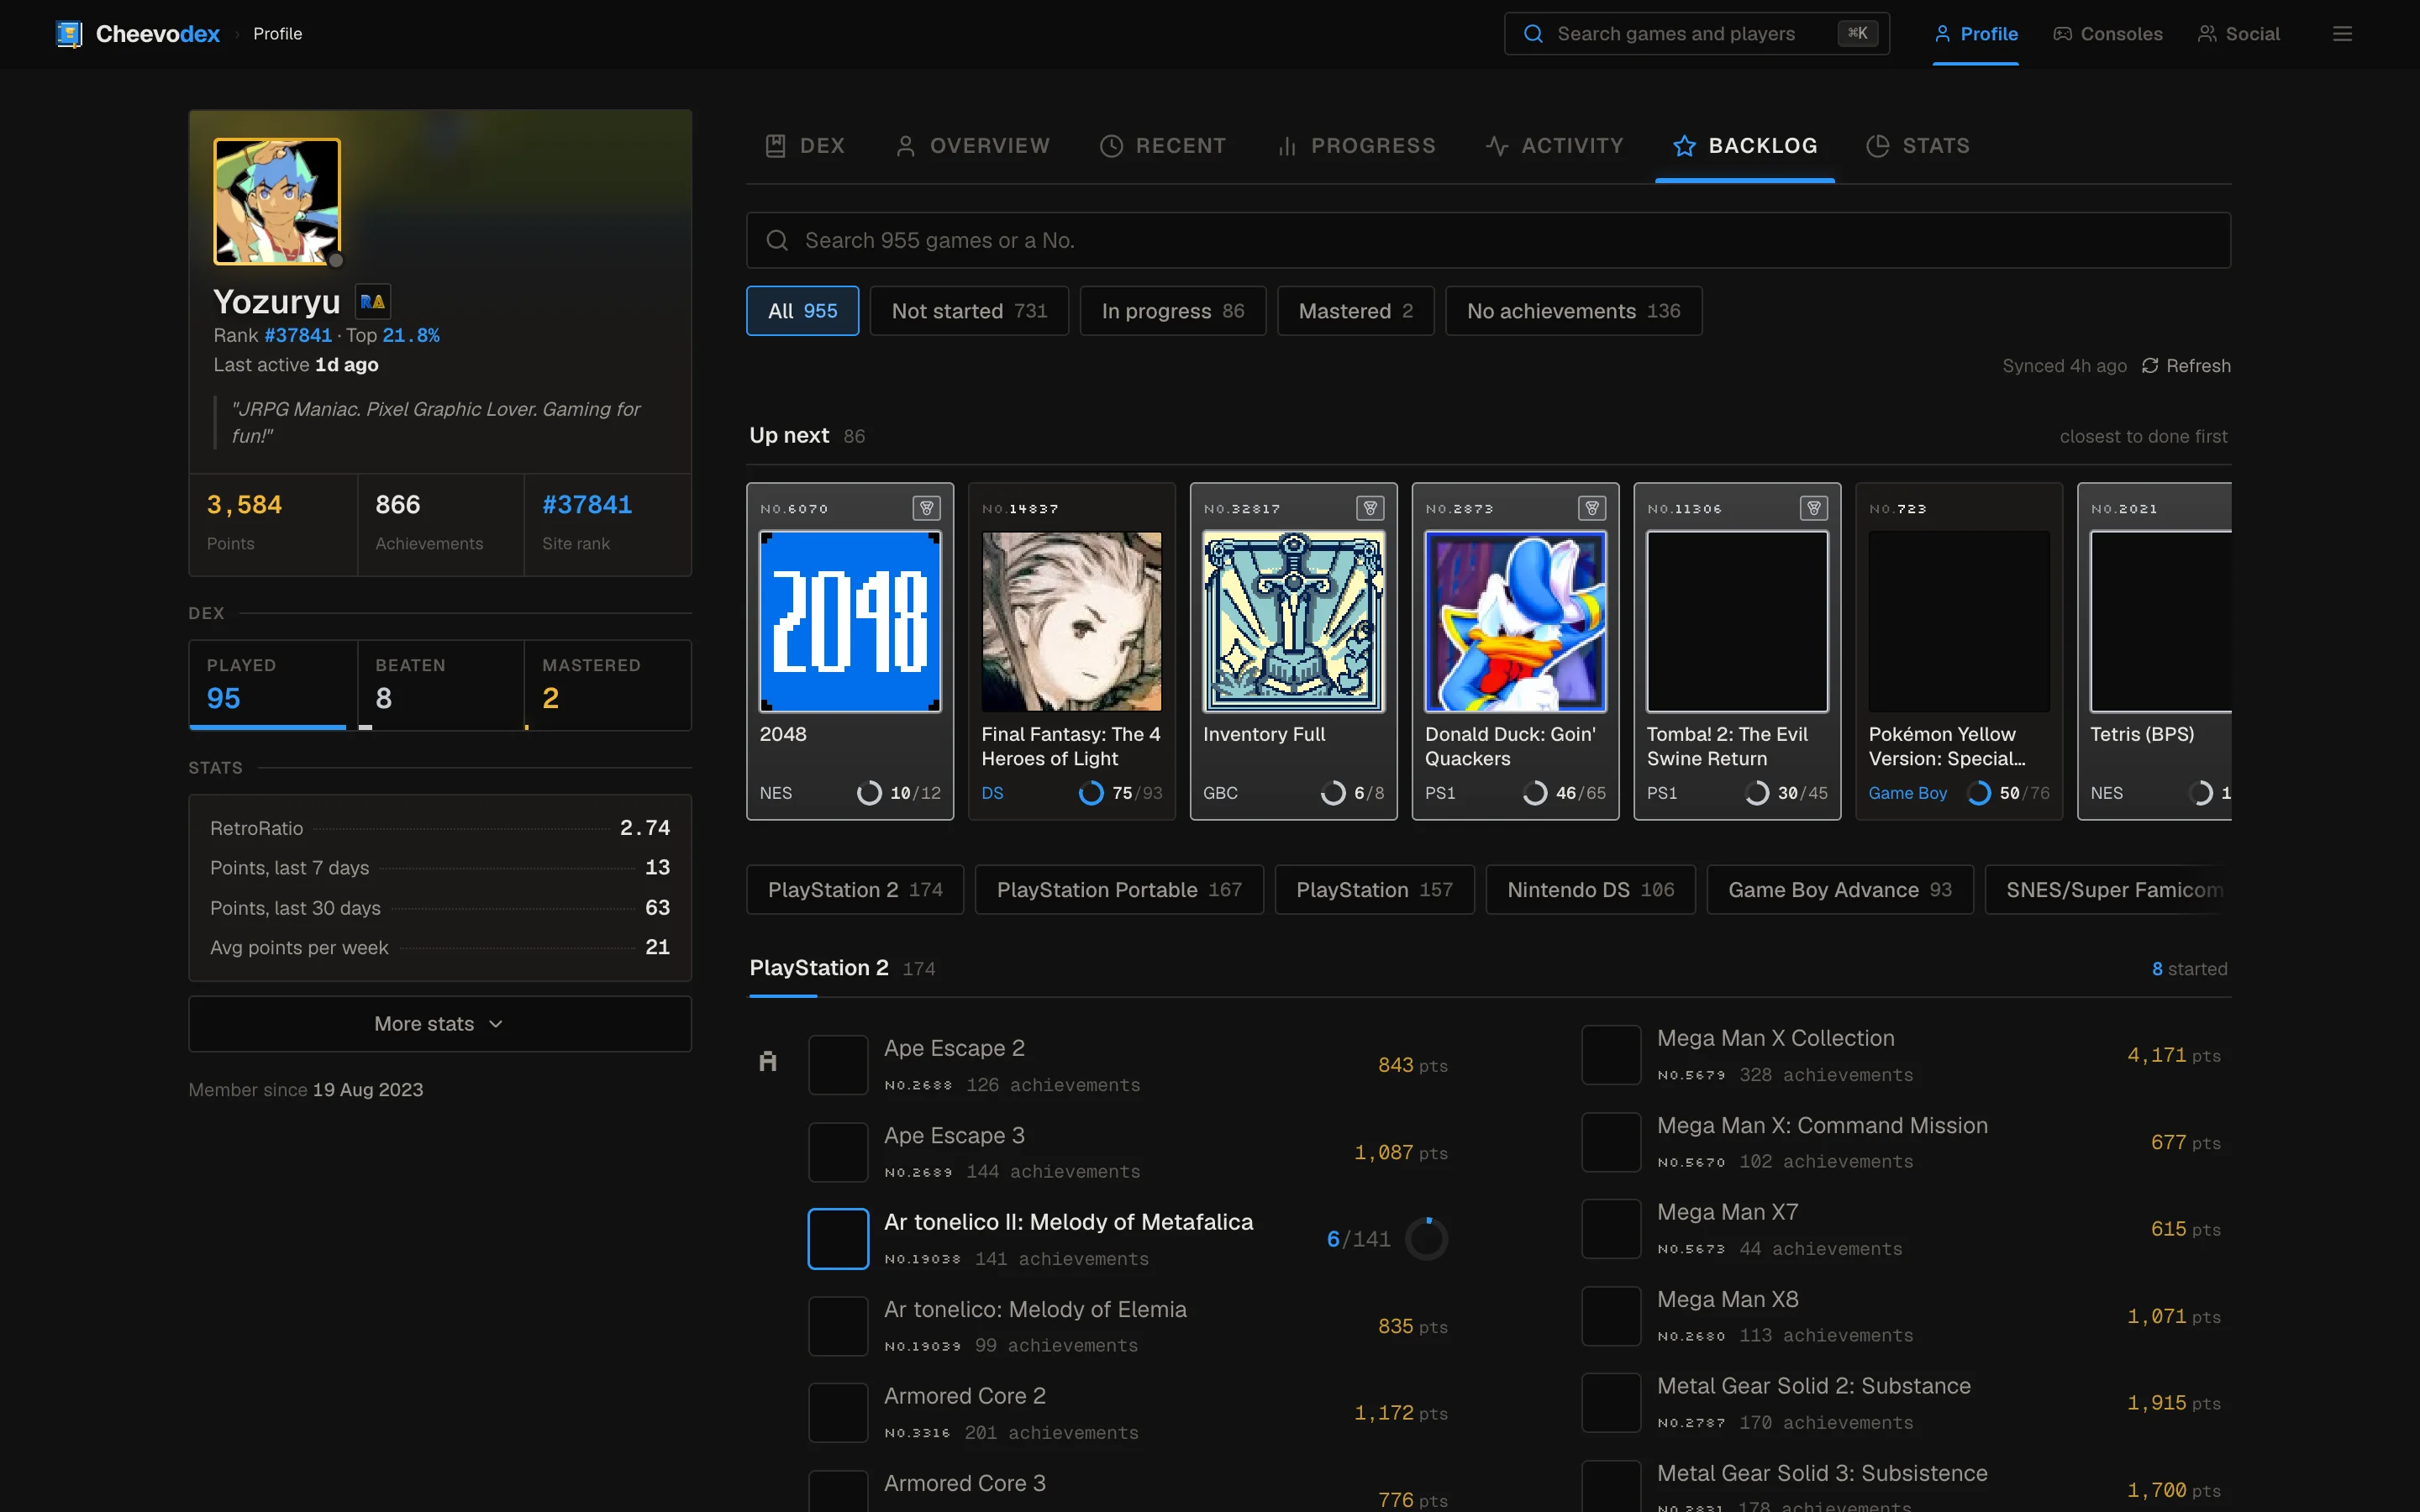 Cheevodex › Profile
Search games and players ⌘K
Profile
Consoles
Social
Yozuryu RA
Rank #37841 · Top 21.8%
Last active 1d ago
"JRPG Maniac. Pixel Graphic Lover. Gaming for
fun!"
3,584
Points
866
Achievements
#37841
Site rank
DEX
PLAYED
95
BEATEN
8
MASTERED
2
STATS
RetroRatio 2.74
Points, last 7 days 13
Points, last 30 days 63
Avg points per week 21
More stats
Member since 19 Aug 2023
DEX
OVERVIEW
RECENT
PROGRESS
ACTIVITY
BACKLOG
STATS
Search 955 games or a No.
All 955
Not started 731
In progress 86
Mastered 2
No achievements 136
Synced 4h ago Refresh
Up next 86
closest to done first
No.6070
2048
2048
NES 10/12
No.14837
Final Fantasy: The 4
Heroes of Light
DS 75/93
No.32817
Inventory Full
GBC 6/8
No.2873
Donald Duck: Goin'
Quackers
PS1 46/65
No.11306
Tomba! 2: The Evil
Swine Return
PS1 30/45
No.723
Pokémon Yellow
Version: Special...
Game Boy 50/76
No.2021
Tetris (BPS)
NES 1
PlayStation 2 174
PlayStation Portable 167
PlayStation 157
Nintendo DS 106
Game Boy Advance 93
SNES/Super Famicom
PlayStation 2 174
8 started
A
Ape Escape 2
No.2688 126 achievements
843 pts
Ape Escape 3
No.2689 144 achievements
1,087 pts
Ar tonelico II: Melody of Metafalica
No.19038 141 achievements
6/141
Ar tonelico: Melody of Elemia
No.19039 99 achievements
835 pts
Armored Core 2
No.3316 201 achievements
1,172 pts
Armored Core 3
776 pts
Mega Man X Collection
No.5679 328 achievements
4,171 pts
Mega Man X: Command Mission
No.5670 102 achievements
677 pts
Mega Man X7
No.5673 44 achievements
615 pts
Mega Man X8
No.2680 113 achievements
1,071 pts
Metal Gear Solid 2: Substance
No.2787 170 achievements
1,915 pts
Metal Gear Solid 3: Subsistence
No.2831 178 achievements
1,700 pts